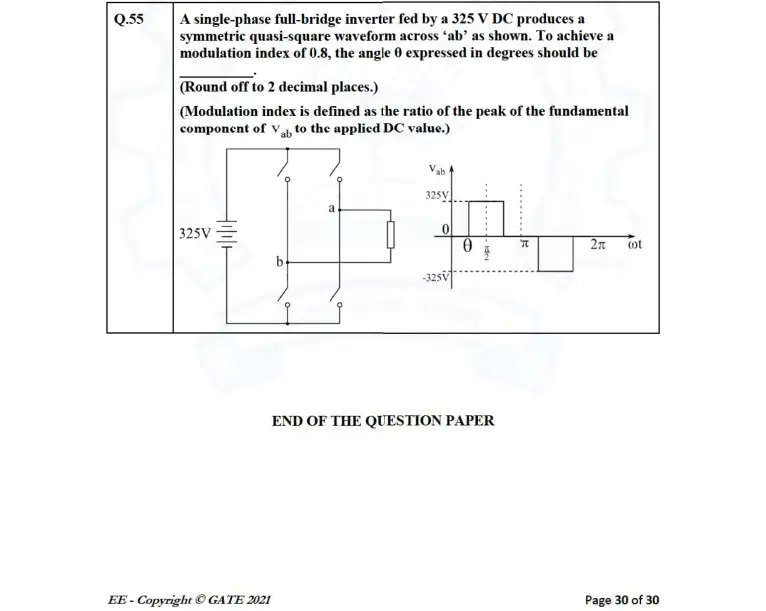 Q.55
A single-phase full-bridge inverter fed by a 325 V DC produces a
symmetric quasi-square waveform across ‘ab’ as shown. To achieve a
modulation index of 0.8, the angle θ expressed in degrees should be
__________.
(Round off to 2 decimal places.)
(Modulation index is defined as the ratio of the peak of the fundamental
component of Vab to the applied DC value.)
325V
a
b
Vab
325V
0
θ
π/2
π
2π
ωt
-325V
END OF THE QUESTION PAPER
EE - Copyright © GATE 2021
Page 30 of 30